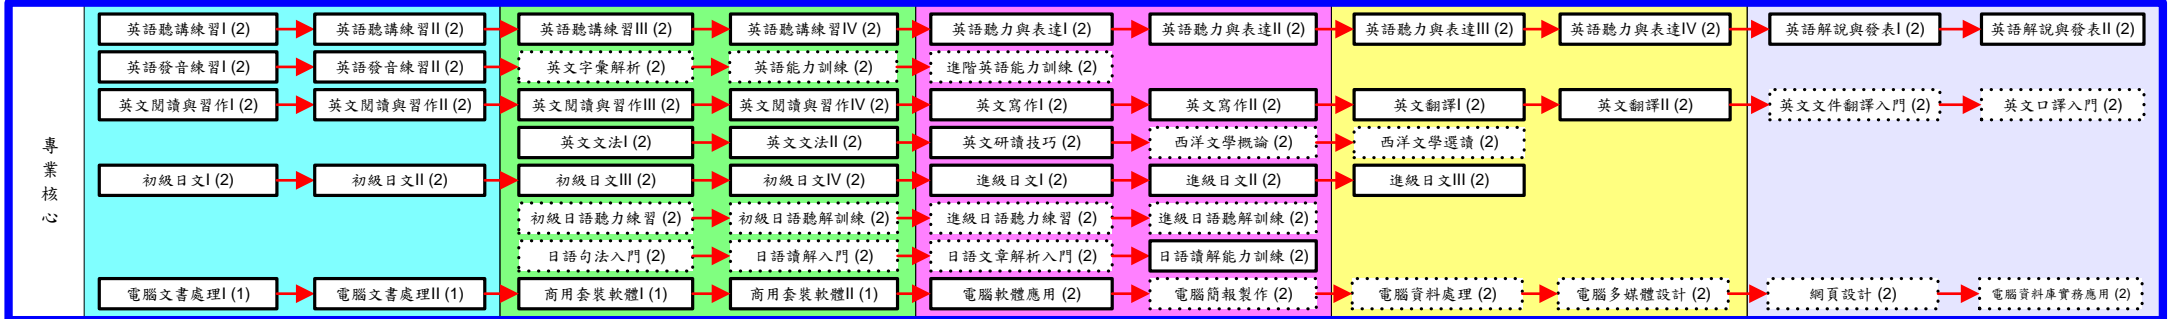 專業核心
英語聽講練習I (2) 英語聽講練習II (2) 英語聽講練習III (2) 英語聽講練習IV (2) 英語聽力與表達I (2) 英語聽力與表達II (2) 英語聽力與表達III (2) 英語聽力與表達IV (2) 英語解說與發表I (2) 英語解說與發表II (2)
英語發音練習I (2) 英語發音練習II (2) 英文字彙解析 (2) 英語能力訓練 (2) 進階英語能力訓練 (2)
英文閱讀與習作I (2) 英文閱讀與習作II (2) 英文閱讀與習作III (2) 英文閱讀與習作IV (2) 英文寫作I (2) 英文寫作II (2) 英文翻譯I (2) 英文翻譯II (2) 英文文件翻譯入門 (2) 英文口譯入門 (2)
英文文法I (2) 英文文法II (2) 英文研讀技巧 (2) 西洋文學概論 (2) 西洋文學選讀 (2)
初級日文I (2) 初級日文II (2) 初級日文III (2) 初級日文IV (2) 進級日文I (2) 進級日文II (2) 進級日文III (2)
初級日語聽力練習 (2) 初級日語聽解訓練 (2) 進級日語聽力練習 (2) 進級日語聽解訓練 (2)
日語句法入門 (2) 日語讀解入門 (2) 日語文章解析入門 (2) 日語讀解能力訓練 (2)
電腦文書處理I (1) 電腦文書處理II (1) 商用套裝軟體I (1) 商用套裝軟體II (1) 電腦軟體應用 (2) 電腦簡報製作 (2) 電腦資料處理 (2) 電腦多媒體設計 (2) 網頁設計 (2) 電腦資料庫實務應用 (2)